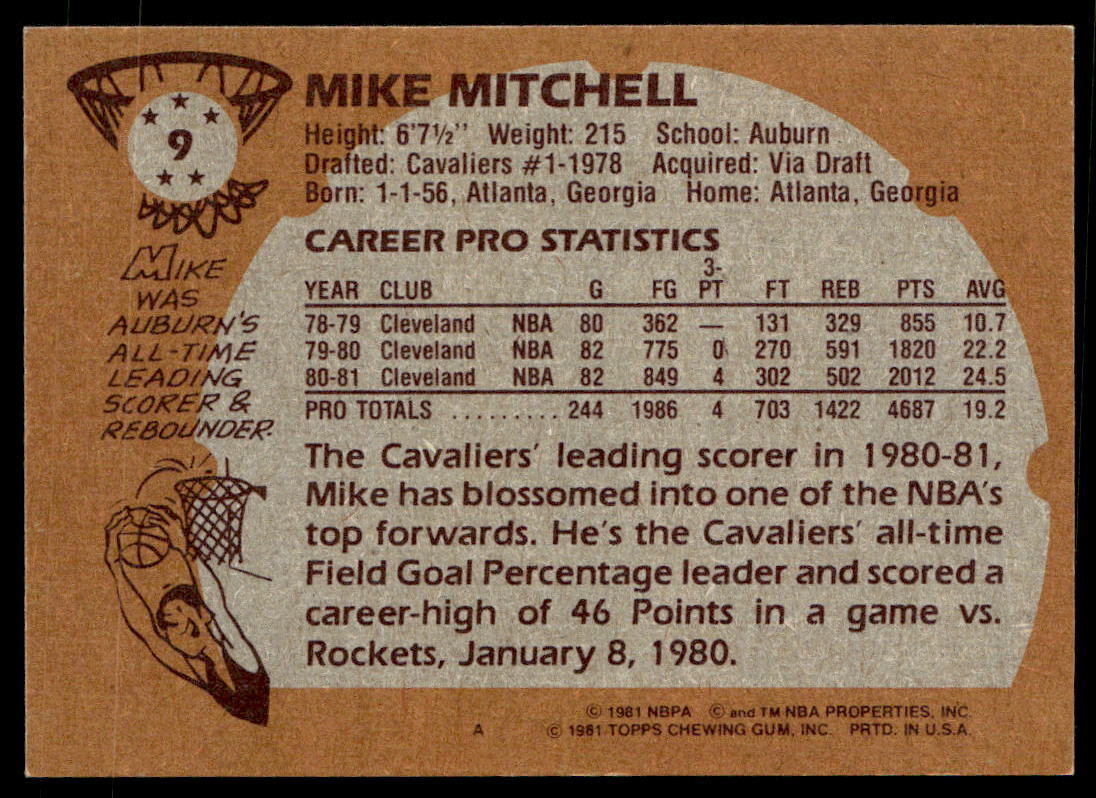 9
MIKE MITCHELL
Height: 6'7½'' Weight: 215 School: Auburn
Drafted: Cavaliers #1-1978 Acquired: Via Draft
Born: 1-1-56, Atlanta, Georgia Home: Atlanta, Georgia
MIKE
WAS
AUBURN'S
ALL-TIME
LEADING
SCORER &
REBOUNDER.
CAREER PRO STATISTICS
YEAR CLUB G FG 3-PT FT REB PTS AVG
78-79 Cleveland NBA 80 362 — 131 329 855 10.7
79-80 Cleveland NBA 82 775 0 270 591 1820 22.2
80-81 Cleveland NBA 82 849 4 302 502 2012 24.5
PRO TOTALS .......... 244 1986 4 703 1422 4687 19.2
The Cavaliers' leading scorer in 1980-81,
Mike has blossomed into one of the NBA's
top forwards. He's the Cavaliers' all-time
Field Goal Percentage leader and scored a
career-high of 46 Points in a game vs.
Rockets, January 8, 1980.
© 1981 NBPA © and TM NBA PROPERTIES, INC.
A © 1981 TOPPS CHEWING GUM, INC. PRTD. IN U.S.A.